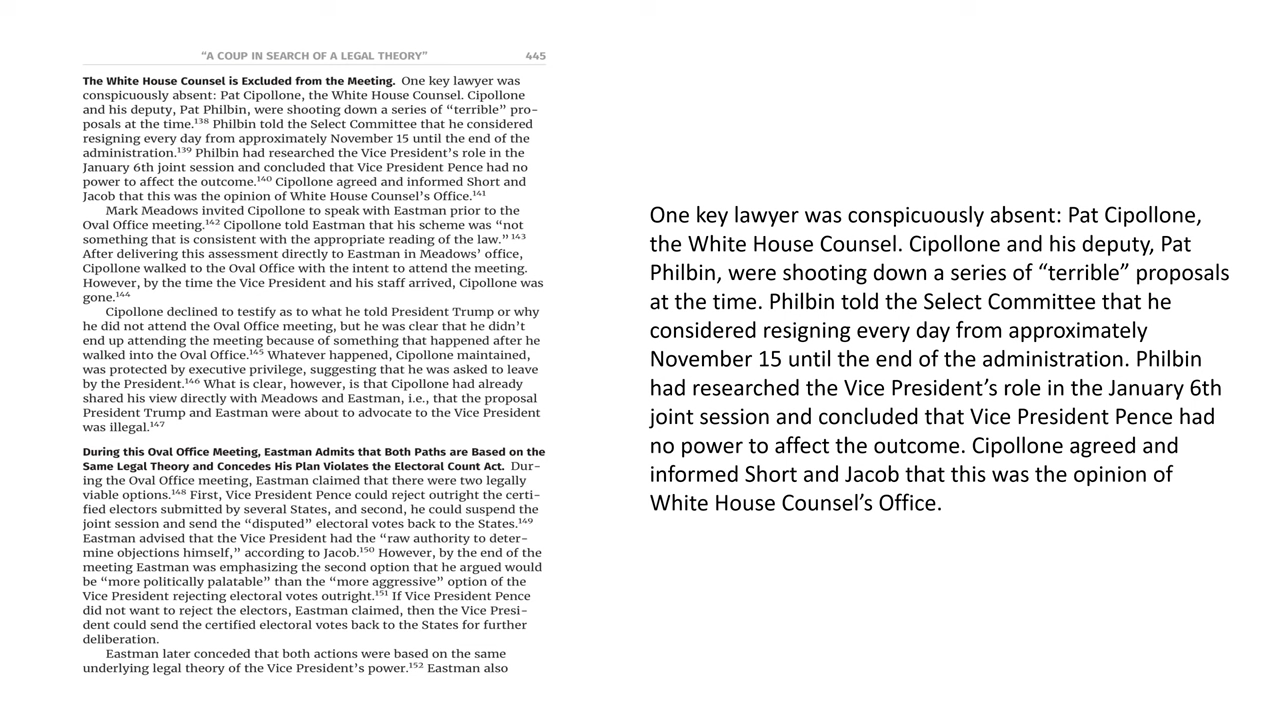 “A COUP IN SEARCH OF A LEGAL THEORY” 445
The White House Counsel is Excluded from the Meeting. One key lawyer was
conspicuously absent: Pat Cipollone, the White House Counsel. Cipollone
and his deputy, Pat Philbin, were shooting down a series of “terrible” pro-
posals at the time.138 Philbin told the Select Committee that he considered
resigning every day from approximately November 15 until the end of the
administration.139 Philbin had researched the Vice President’s role in the
January 6th joint session and concluded that Vice President Pence had no
power to affect the outcome.140 Cipollone agreed and informed Short and
Jacob that this was the opinion of White House Counsel’s Office.141
Mark Meadows invited Cipollone to speak with Eastman prior to the
Oval Office meeting.142 Cipollone told Eastman that his scheme was “not
something that is consistent with the appropriate reading of the law.” 143
After delivering this assessment directly to Eastman in Meadows’ office,
Cipollone walked to the Oval Office with the intent to attend the meeting.
However, by the time the Vice President and his staff arrived, Cipollone was
gone.144
Cipollone declined to testify as to what he told President Trump or why
he did not attend the Oval Office meeting, but he was clear that he didn’t
end up attending the meeting because of something that happened after he
walked into the Oval Office.145 Whatever happened, Cipollone maintained,
was protected by executive privilege, suggesting that he was asked to leave
by the President.146 What is clear, however, is that Cipollone had already
shared his view directly with Meadows and Eastman, i.e., that the proposal
President Trump and Eastman were about to advocate to the Vice President
was illegal.147
During this Oval Office Meeting, Eastman Admits that Both Paths are Based on the
Same Legal Theory and Concedes His Plan Violates the Electoral Count Act. Dur-
ing the Oval Office meeting, Eastman claimed that there were two legally
viable options.148 First, Vice President Pence could reject outright the certi-
fied electors submitted by several States, and second, he could suspend the
joint session and send the “disputed” electoral votes back to the States.149
Eastman advised that the Vice President had the “raw authority to deter-
mine objections himself,” according to Jacob.150 However, by the end of the
meeting Eastman was emphasizing the second option that he argued would
be “more politically palatable” than the “more aggressive” option of the
Vice President rejecting electoral votes outright.151 If Vice President Pence
did not want to reject the electors, Eastman claimed, then the Vice Presi-
dent could send the certified electoral votes back to the States for further
deliberation.
Eastman later conceded that both actions were based on the same
underlying legal theory of the Vice President’s power.152 Eastman also
One key lawyer was conspicuously absent: Pat Cipollone,
the White House Counsel. Cipollone and his deputy, Pat
Philbin, were shooting down a series of “terrible” proposals
at the time. Philbin told the Select Committee that he
considered resigning every day from approximately
November 15 until the end of the administration. Philbin
had researched the Vice President’s role in the January 6th
joint session and concluded that Vice President Pence had
no power to affect the outcome. Cipollone agreed and
informed Short and Jacob that this was the opinion of
White House Counsel’s Office.